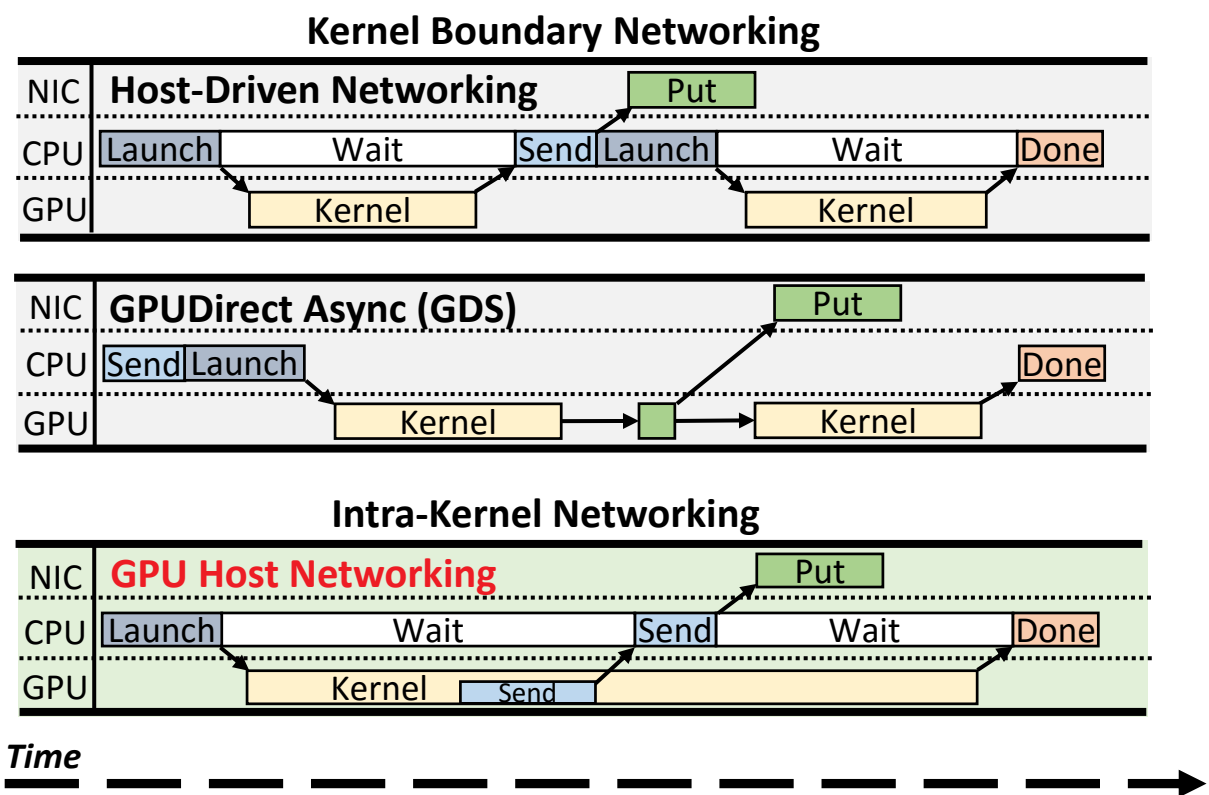 Kernel Boundary Networking
NIC Host-Driven Networking Put
CPU Launch Wait Send Launch Wait Done
GPU Kernel Kernel
NIC GPUDirect Async (GDS) Put
CPU Send Launch Done
GPU Kernel Kernel
Intra-Kernel Networking
NIC GPU Host Networking Put
CPU Launch Wait Send Wait Done
GPU Kernel Send
Time